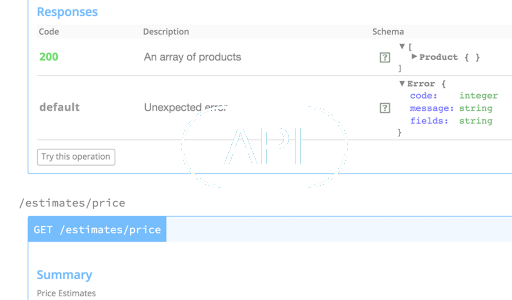 Responses
Code Description Schema
200 An array of products ? ▼ [
▶ Product { }
]
default Unexpected error ? ▼ Error {
code: integer
message: string
fields: string
}
API
Try this operation
/estimates/price
GET /estimates/price
Summary
Price Estimates